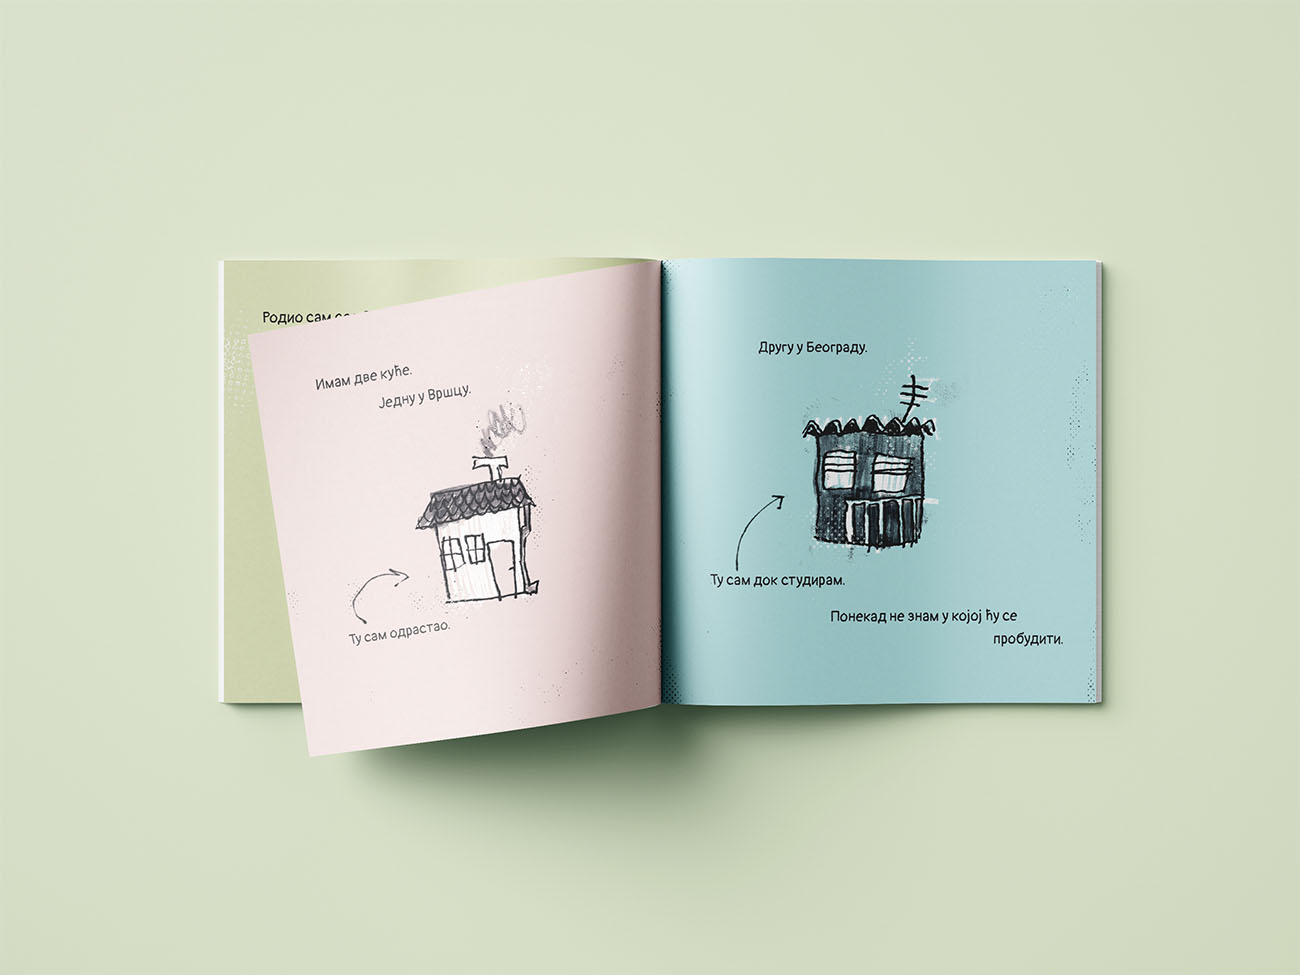 Родио сам
Имам две куће.
Једну у Вршцу.
Ту сам одрастао.
Другу у Београду.
Ту сам док студирам.
Понекад не знам у којој ћу се
пробудити.